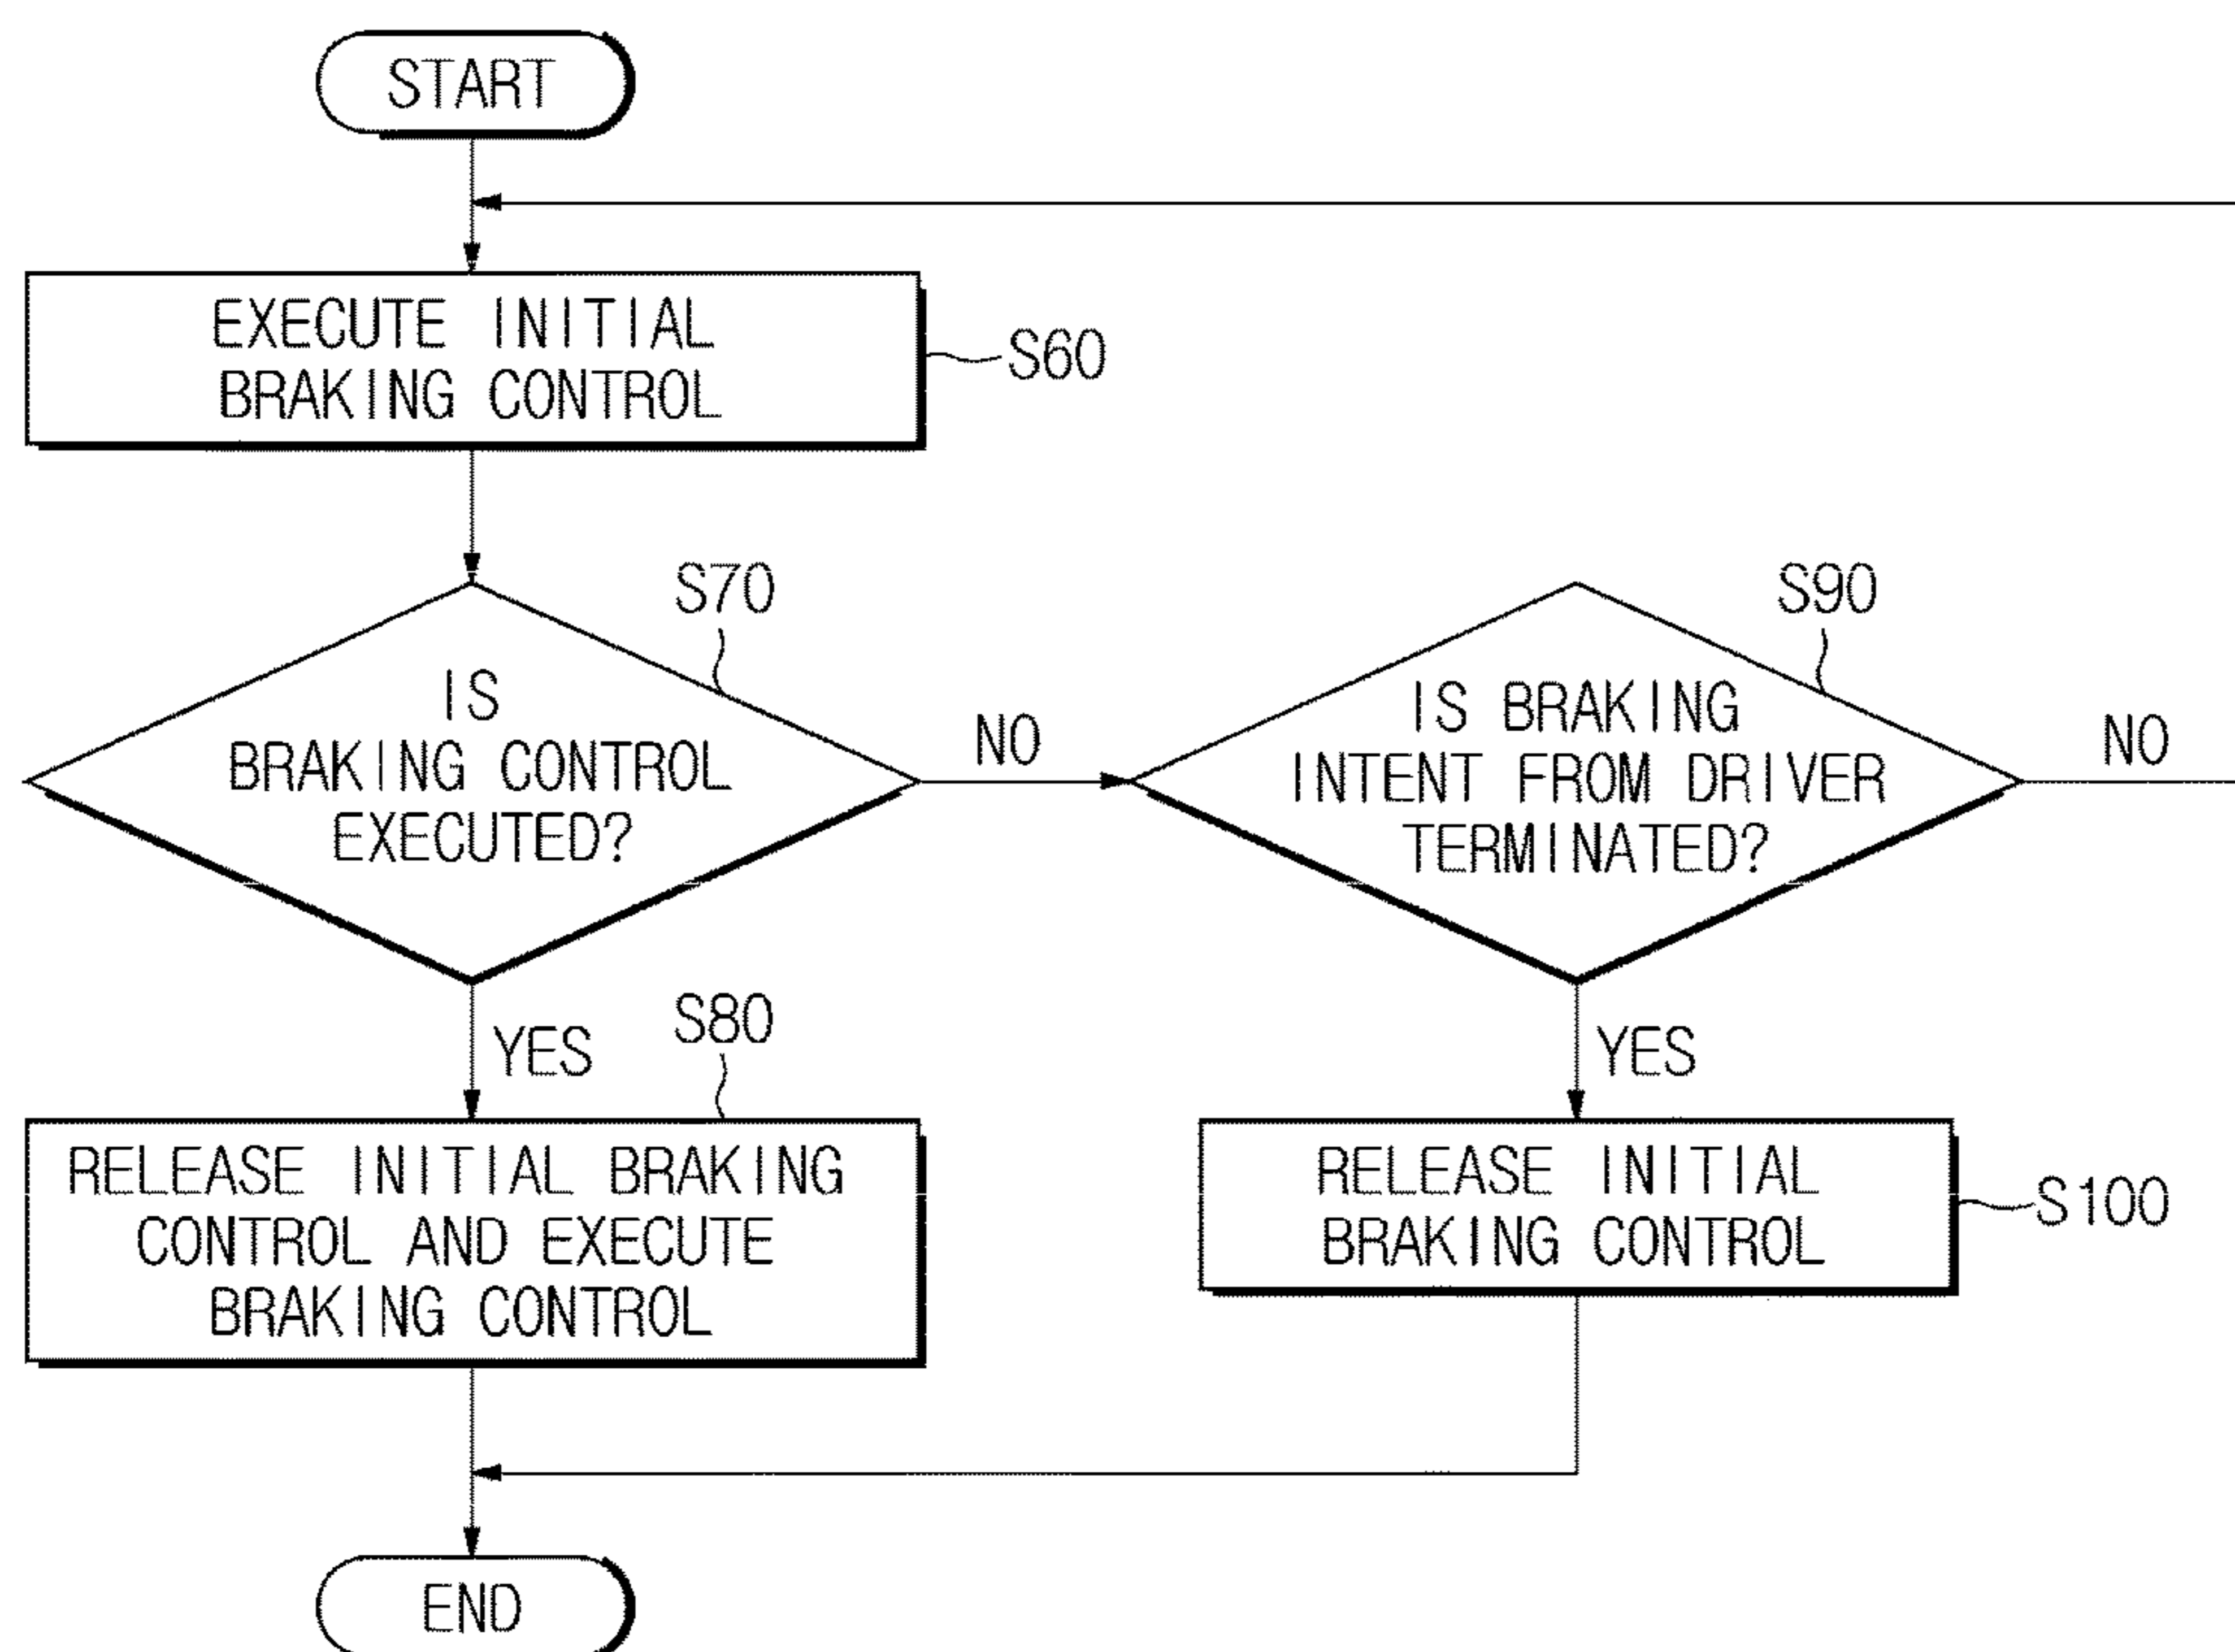 START
EXECUTE INITIAL
BRAKING CONTROL
S60
S70
IS
BRAKING CONTROL
EXECUTED?
NO
S90
IS BRAKING
INTENT FROM DRIVER
TERMINATED?
NO
YES
S80
RELEASE INITIAL BRAKING
CONTROL AND EXECUTE
BRAKING CONTROL
YES
RELEASE INITIAL
BRAKING CONTROL
S100
END